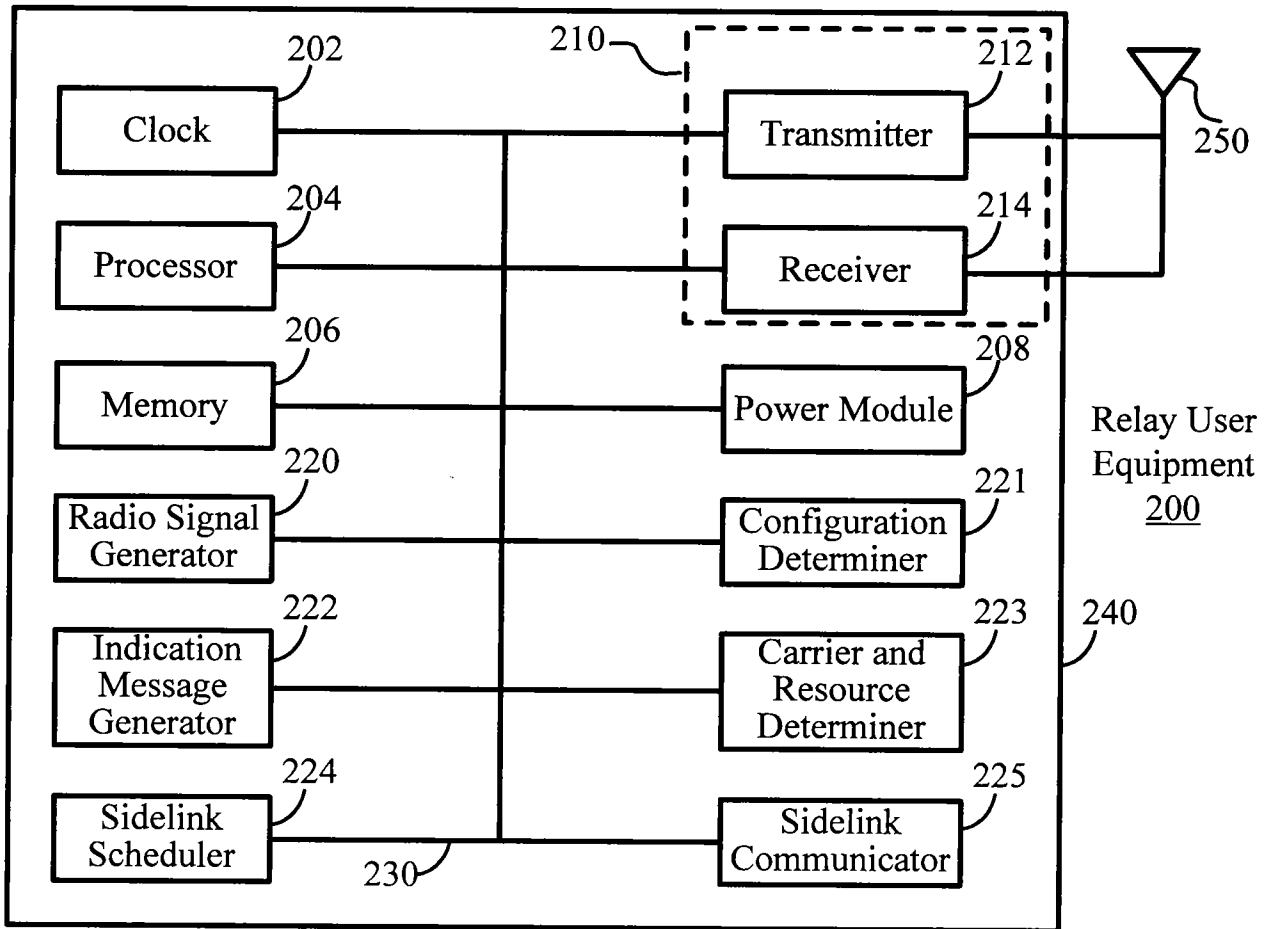 210
202
212
Clock
Transmitter
250
204
214
Processor
Receiver
206
208
Memory
Power Module
Relay User
Equipment
200
220
221
Radio Signal
Generator
Configuration
Determiner
222
223
240
Indication
Message
Generator
Carrier and
Resource
Determiner
224
225
Sidelink
Scheduler
230
Sidelink
Communicator